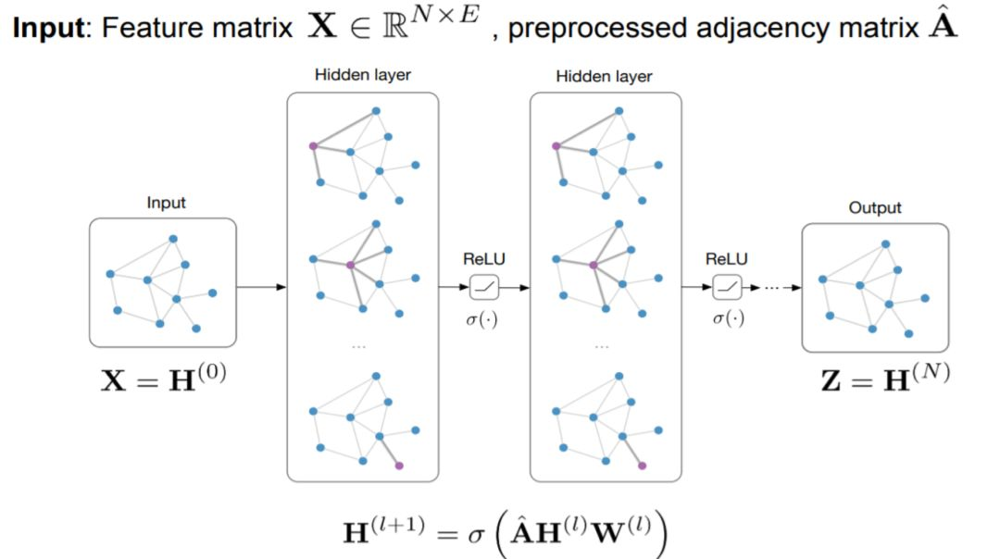 Input: Feature matrix X ∈ ℝ^{N×E} , preprocessed adjacency matrix Â
Hidden layer
Hidden layer
Input
Output
ReLU
ReLU
σ(·)
σ(·)
...
...
...
X = H^{(0)}
Z = H^{(N)}
H^{(l+1)} = σ(ÂH^{(l)}W^{(l)})